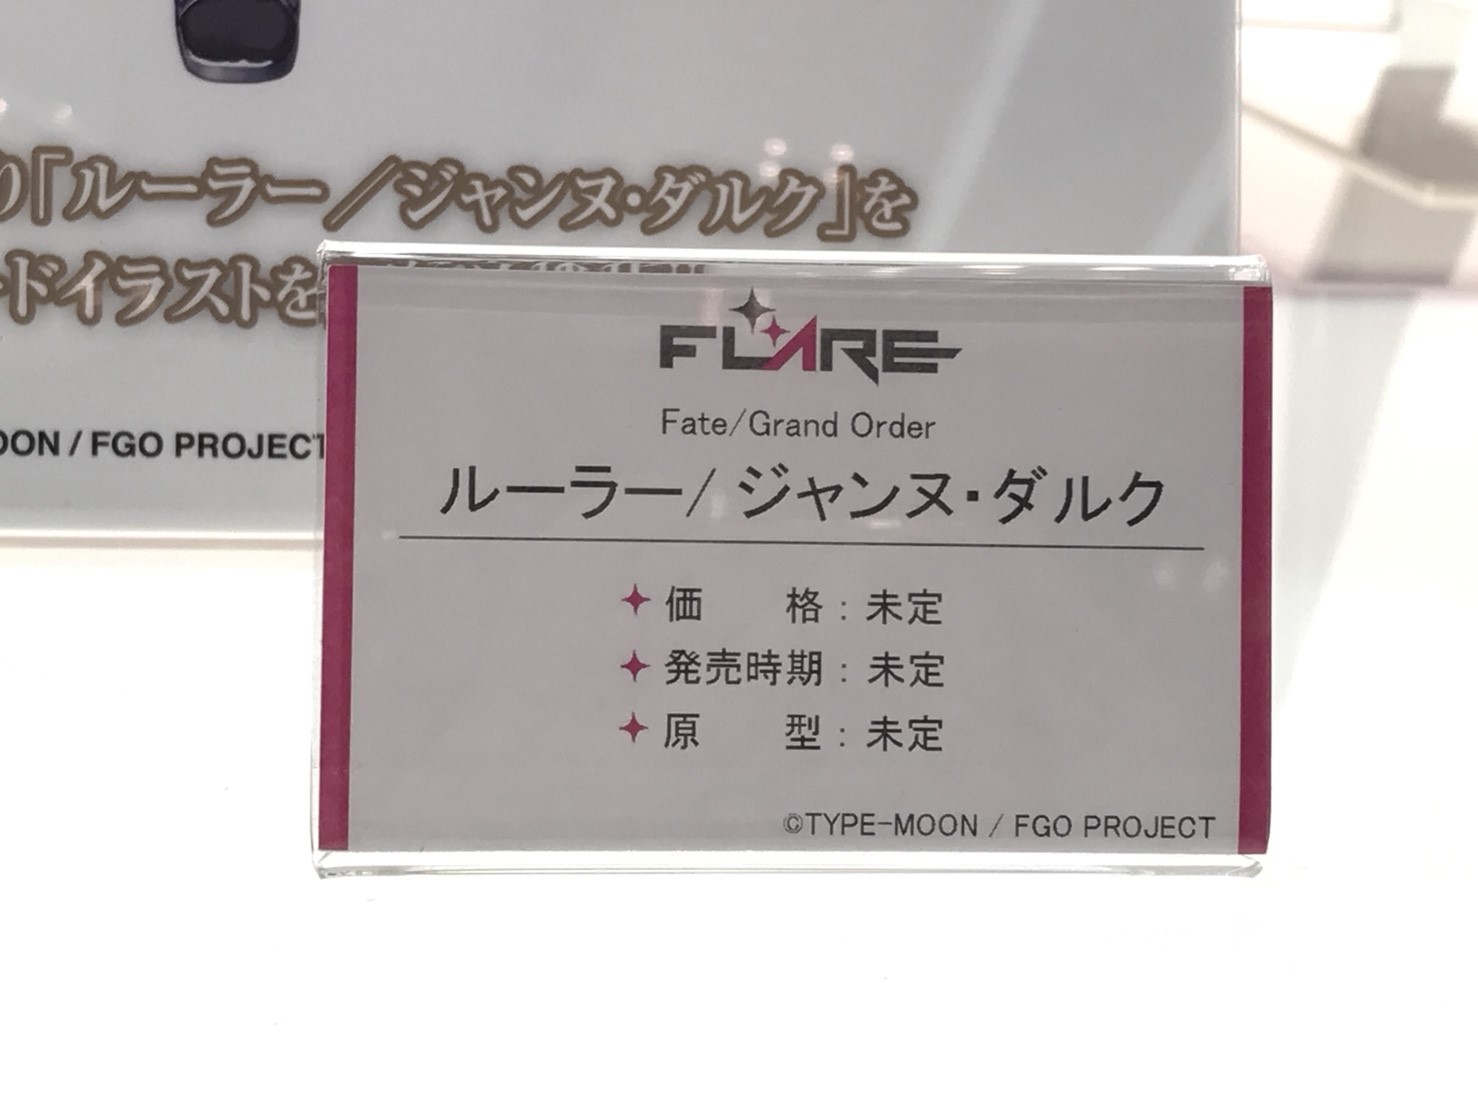 「ルーラー／ジャンヌ・ダルク」を
ドイラストを
OON / FGO PROJECT
FLARE
Fate/Grand Order
ルーラー/ ジャンヌ・ダルク
価　　格：未定
発売時期：未定
原　　型：未定
©TYPE-MOON / FGO PROJECT